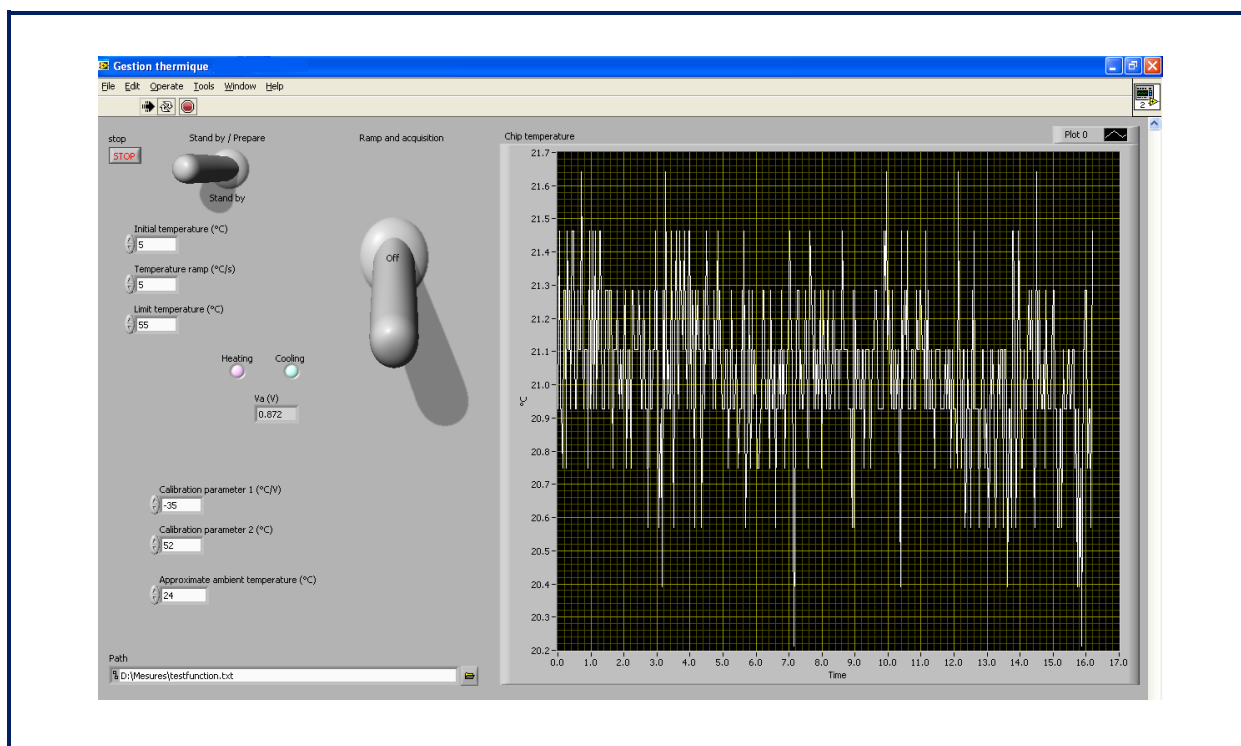 Gestion thermique
File Edit Operate Tools Window Help
2
stop
STOP
Stand by / Prepare
Stand by
Ramp and acquisition
Off
Initial temperature (°C)
5
Temperature ramp (°C/s)
5
Limit temperature (°C)
55
Heating Cooling
Va (V)
0.872
Calibration parameter 1 (°C/V)
-35
Calibration parameter 2 (°C)
52
Approximate ambient temperature (°C)
24
Path
D:\Mesures\testfunction.txt
Chip temperature
Plot 0
21.7
21.6
21.5
21.4
21.3
21.2
21.1
21.0
20.9
20.8
20.7
20.6
20.5
20.4
20.3
20.2
°C
0.0 1.0 2.0 3.0 4.0 5.0 6.0 7.0 8.0 9.0 10.0 11.0 12.0 13.0 14.0 15.0 16.0 17.0
Time